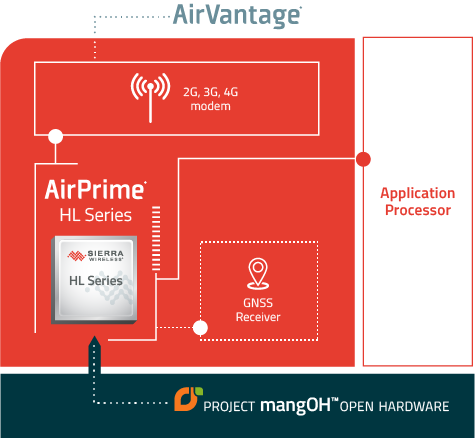 AirVantage®
2G, 3G, 4G
modem
AirPrime®
HL Series
SIERRA
WIRELESS®
HL Series
GNSS
Receiver
Application
Processor
PROJECT mangOH™ OPEN HARDWARE